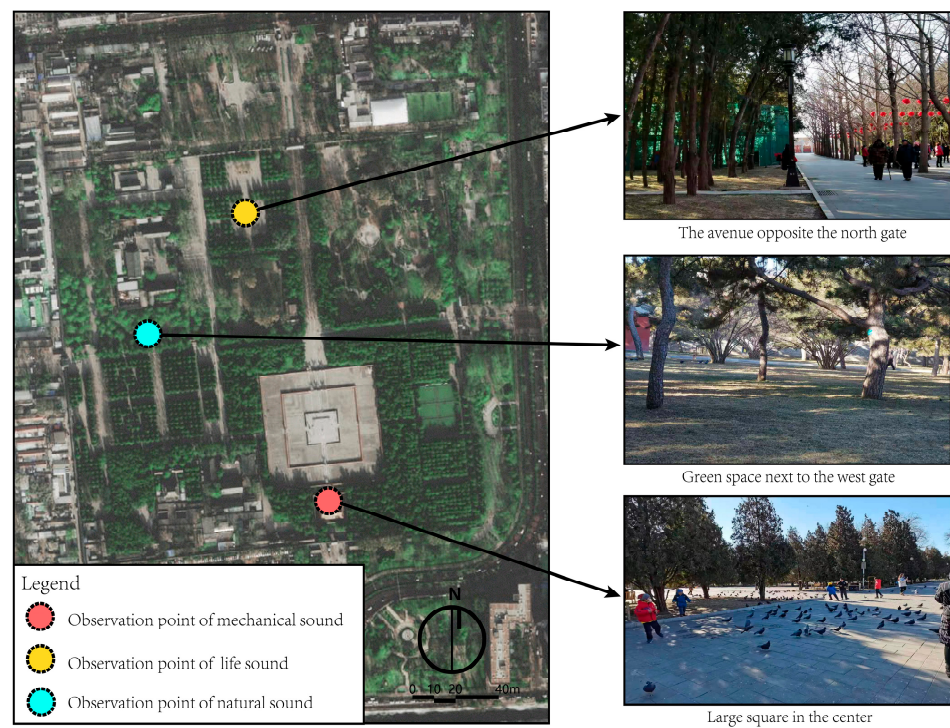 The avenue opposite the north gate
Green space next to the west gate
Legend
Observation point of mechanical sound
Observation point of life sound
Observation point of natural sound
N
0 10 20 40m
Large square in the center